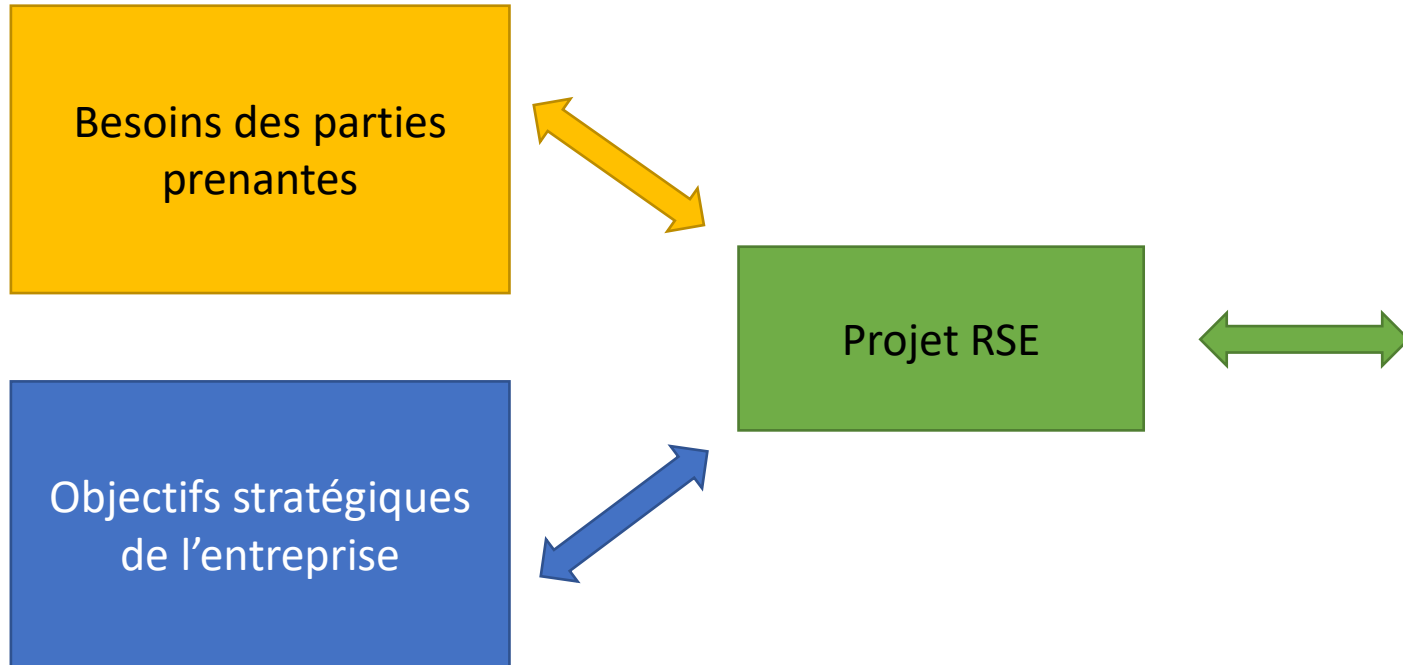 Besoins des parties
prenantes
Projet RSE
Objectifs stratégiques
de l’entreprise